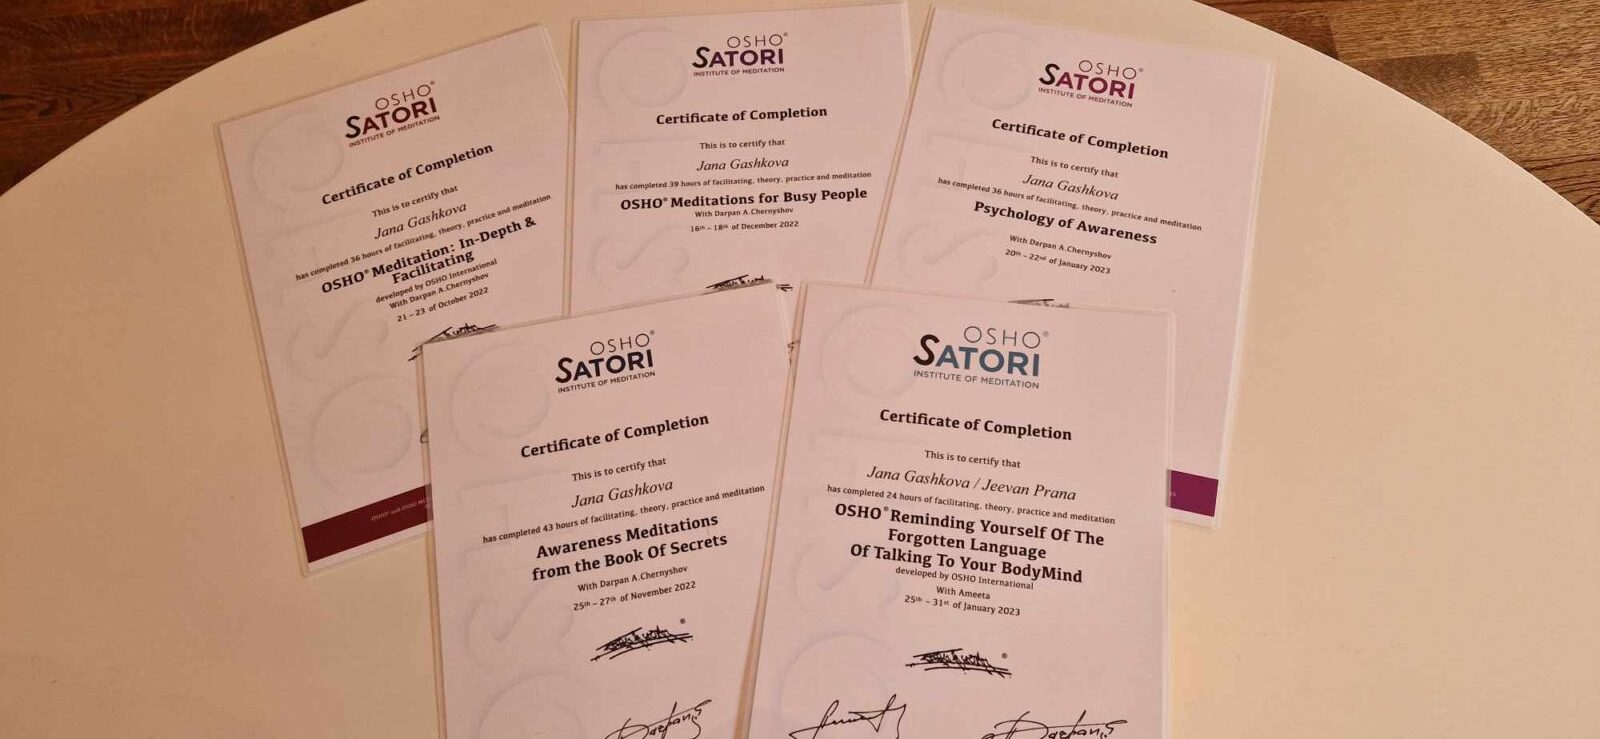 OSHO®
SATORI
INSTITUTE OF MEDITATION
Certificate of Completion
This is to certify that
Jana Gashkova
has completed 36 hours of facilitating, theory, practice and meditation
OSHO® Meditation: In-Depth &
Facilitating
developed by OSHO International
With Darpan A.Chernyshov
21 – 23 of October 2022
OSHO® and OSHO
OSHO®
SATORI
INSTITUTE OF MEDITATION
Certificate of Completion
This is to certify that
Jana Gashkova
has completed 39 hours of facilitating, theory, practice and meditation
OSHO® Meditations for Busy People
With Darpan A.Chernyshov
16th – 18th of December 2022
OSHO®
SATORI
INSTITUTE OF MEDITATION
Certificate of Completion
This is to certify that
Jana Gashkova
has completed 36 hours of facilitating, theory, practice and meditation
Psychology of Awareness
With Darpan A.Chernyshov
20th – 22nd of January 2023
OSHO®
SATORI
INSTITUTE OF MEDITATION
Certificate of Completion
This is to certify that
Jana Gashkova
has completed 43 hours of facilitating, theory, practice and meditation
Awareness Meditations
from the Book Of Secrets
With Darpan A.Chernyshov
25th – 27th of November 2022
OSHO®
SATORI
INSTITUTE OF MEDITATION
Certificate of Completion
This is to certify that
Jana Gashkova / Jeevan Prana
has completed 24 hours of facilitating, theory, practice and meditation
OSHO® Reminding Yourself Of The
Forgotten Language
Of Talking To Your BodyMind
developed by OSHO International
With Ameeta
25th – 31st of January 2023